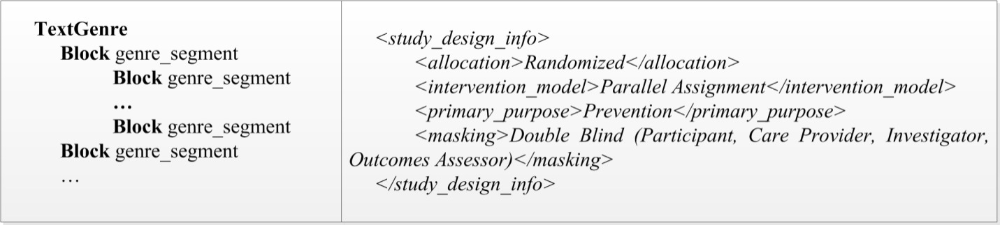 TextGenre
Block genre_segment
Block genre_segment
...
Block genre_segment
Block genre_segment
...
<study_design_info>
<allocation>Randomized</allocation>
<intervention_model>Parallel Assignment</intervention_model>
<primary_purpose>Prevention</primary_purpose>
<masking>Double Blind (Participant, Care Provider, Investigator,
Outcomes Assessor)</masking>
</study_design_info>